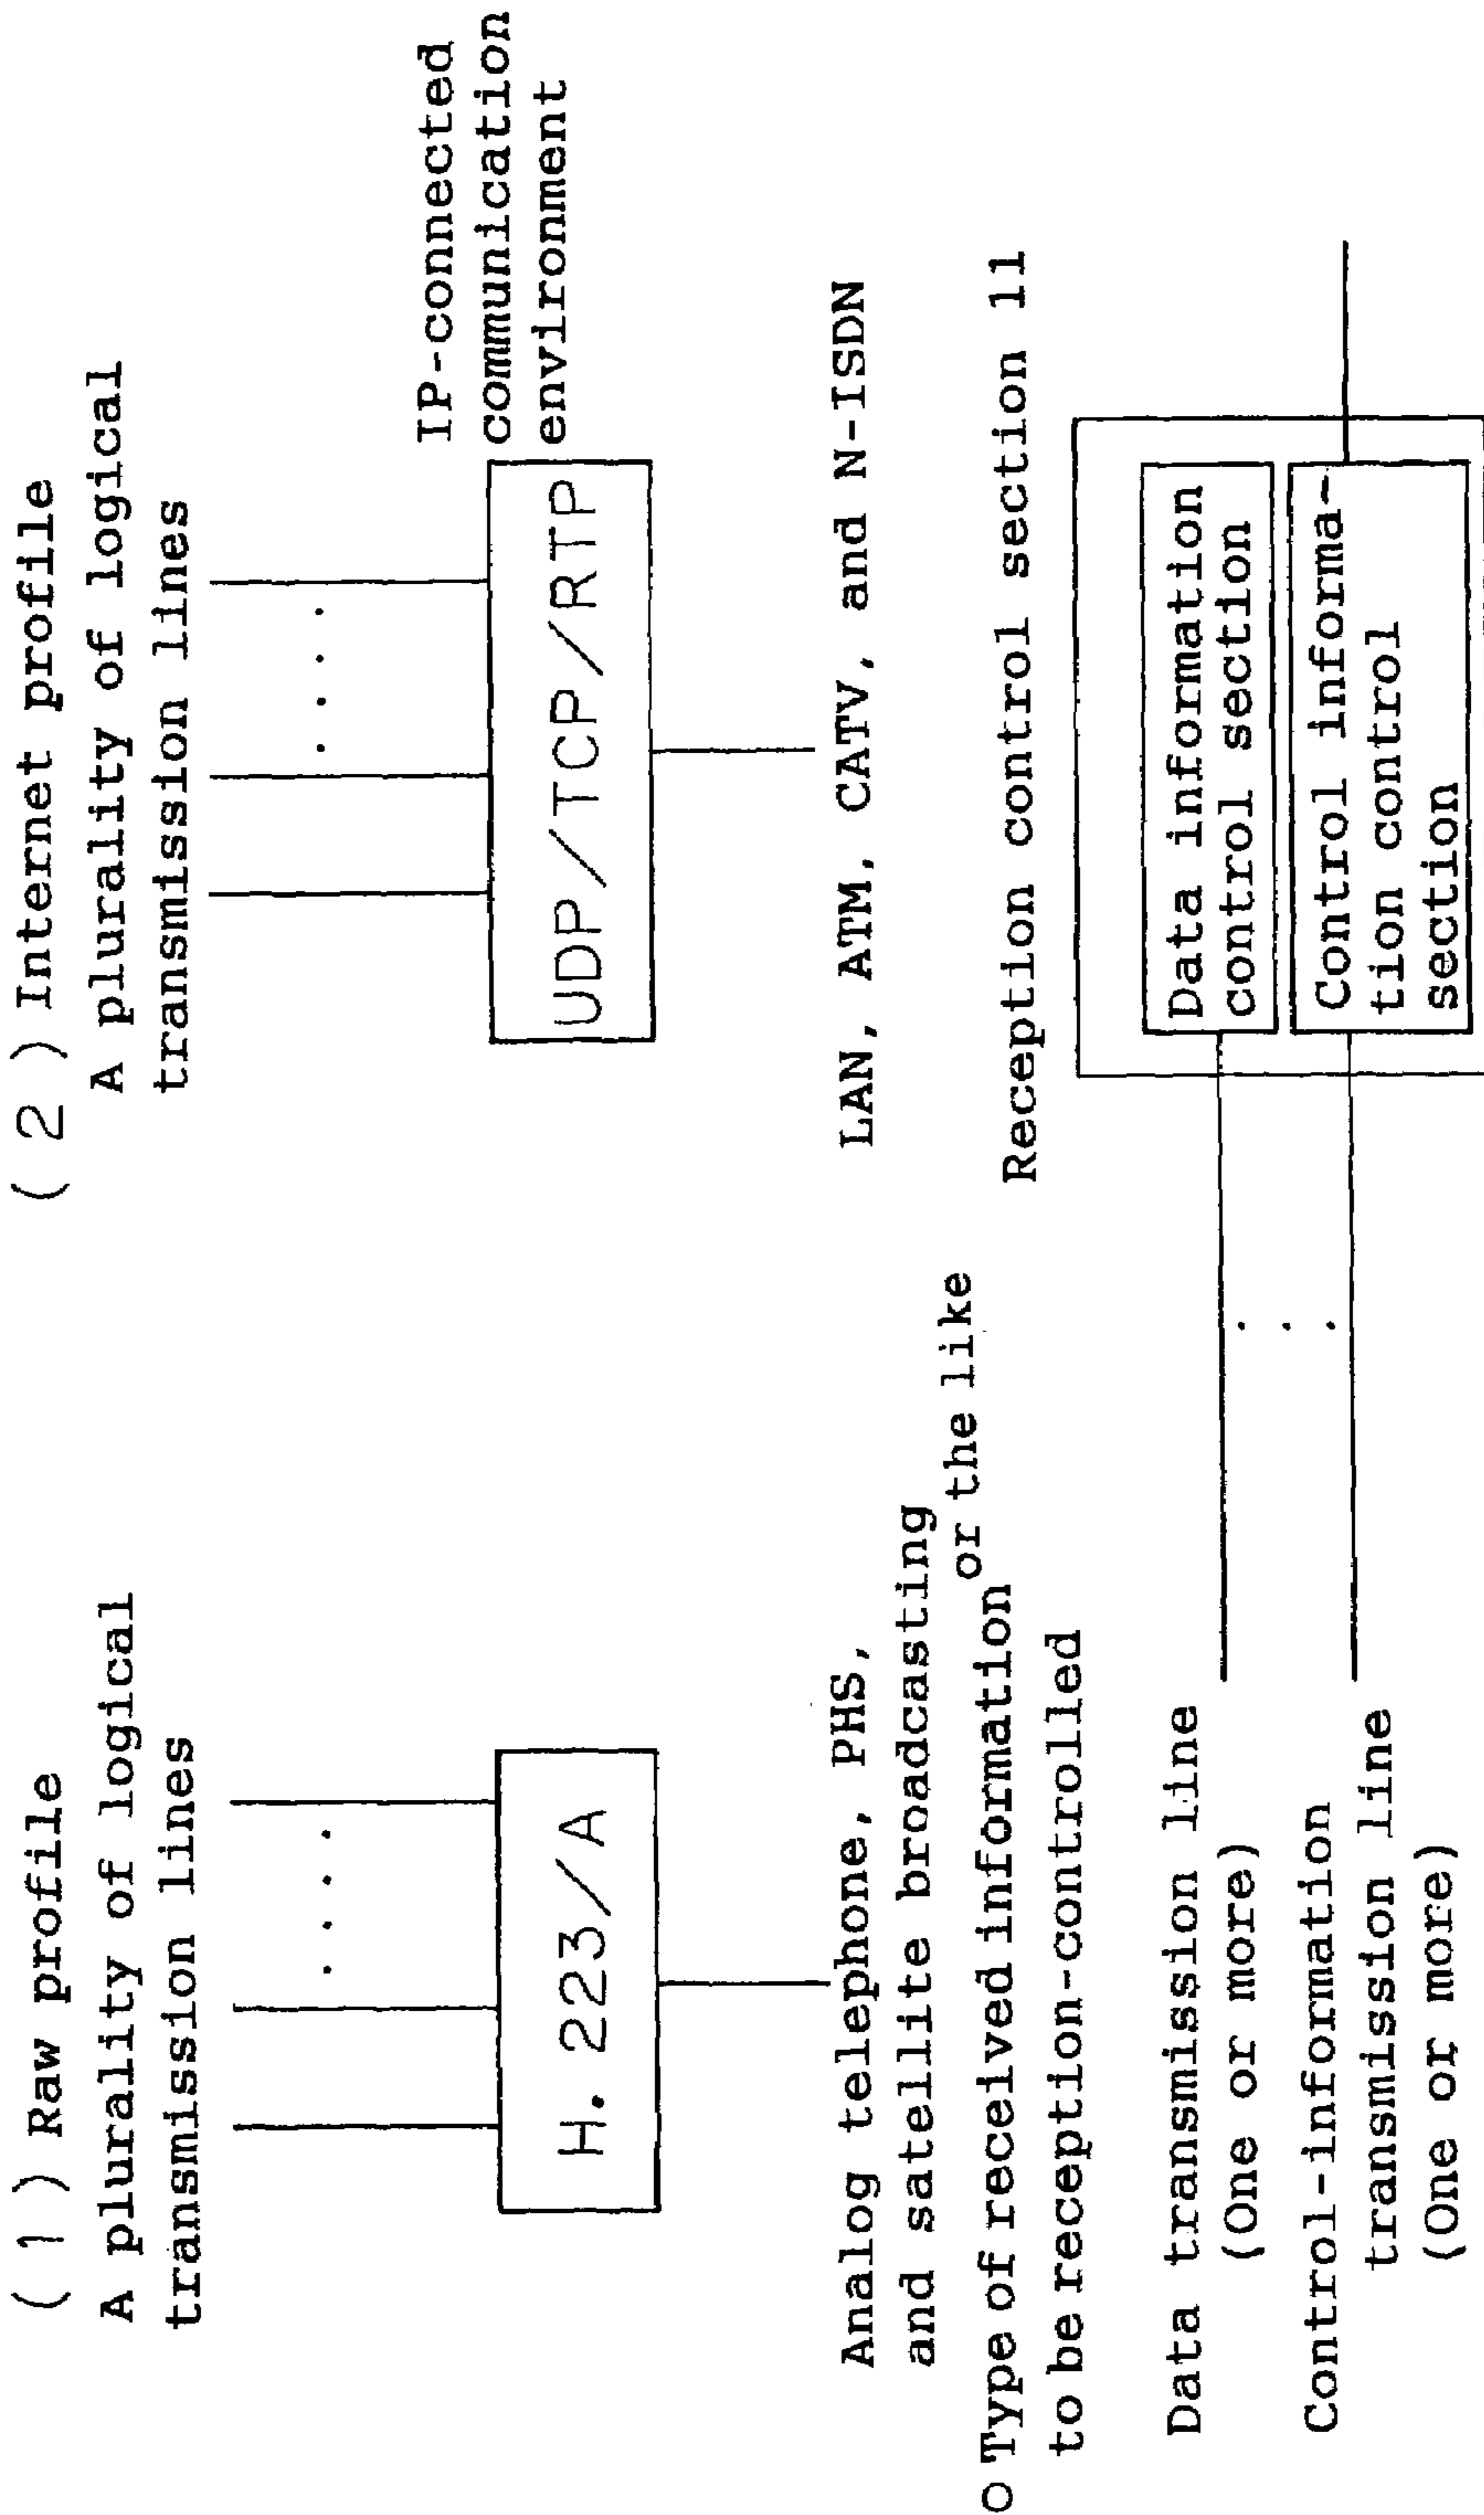 ( 1 ) Raw profile
A plurality of logical
transmission lines
H. 223/A
Analog telephone, PHS,
and satellite broadcasting
or the like
( 2 ) Internet profile
A plurality of logical
transmission lines
IP-connected
communication
environment
UDP/TCP/RTP
LAN, ATM, CATV, and N-ISDN
○ Type of received information
to be reception-controlled
Reception control section 11
Data transmission line
(One or more)
Control-information
transmission line
(One or more)
Data information
control section
Control informa-
tion control
section